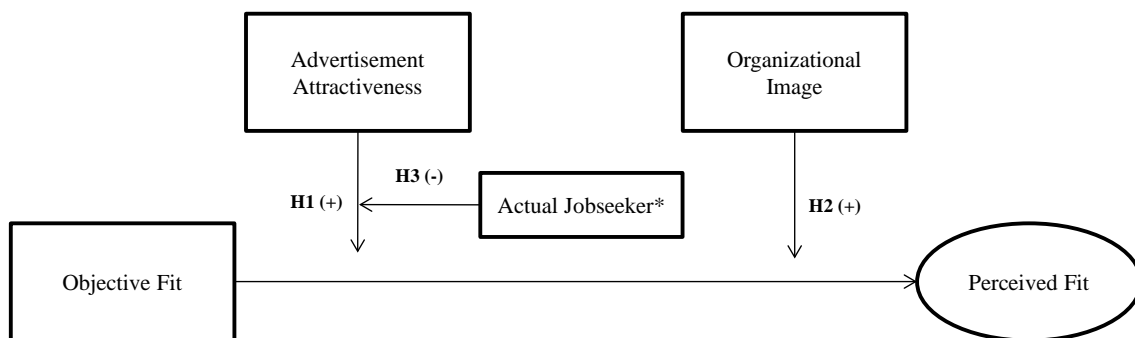 Advertisement
Attractiveness
Organizational
Image
H3 (-)
H1 (+)
Actual Jobseeker*
H2 (+)
Objective Fit
Perceived Fit